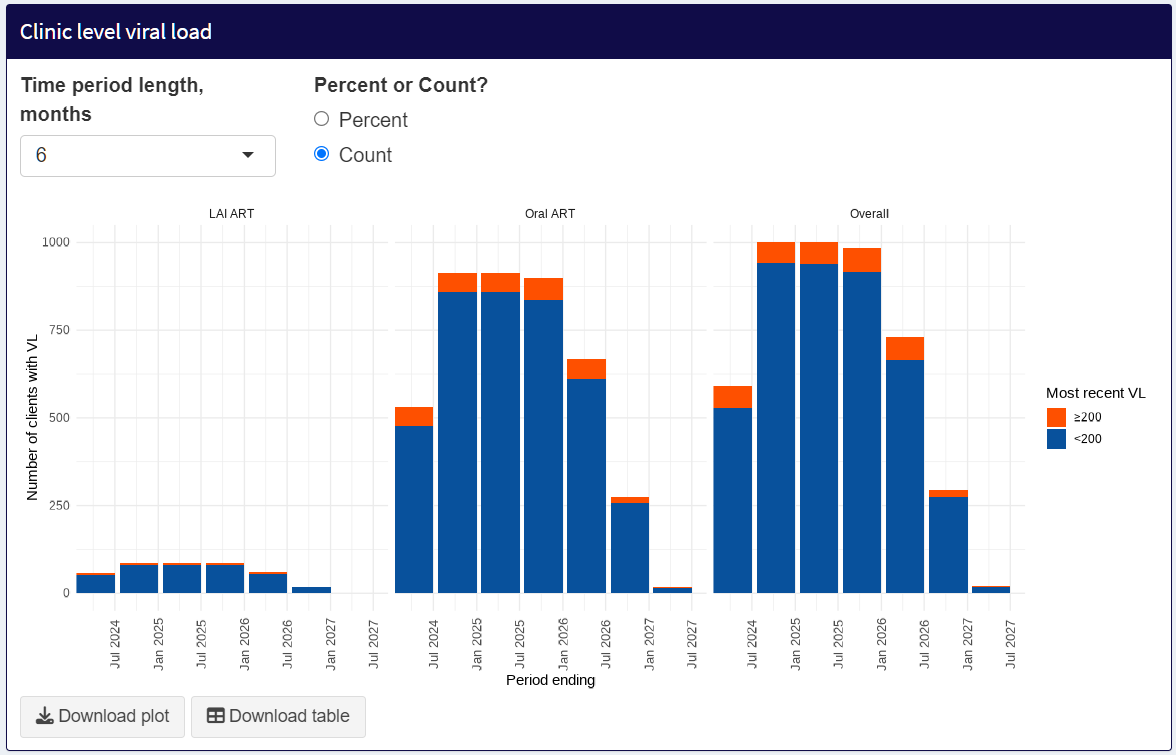 Clinic level viral load
Time period length,
months
6
Percent or Count?
Percent
Count
LAI ART
Oral ART
Overall
Number of clients with VL
1000
750
500
250
0
Jul 2024
Jan 2025
Jul 2025
Jan 2026
Jul 2026
Jan 2027
Jul 2027
Jul 2024
Jan 2025
Jul 2025
Jan 2026
Jul 2026
Jan 2027
Jul 2027
Jul 2024
Jan 2025
Jul 2025
Jan 2026
Jul 2026
Jan 2027
Jul 2027
Period ending
Most recent VL
≥200
<200
Download plot
Download table